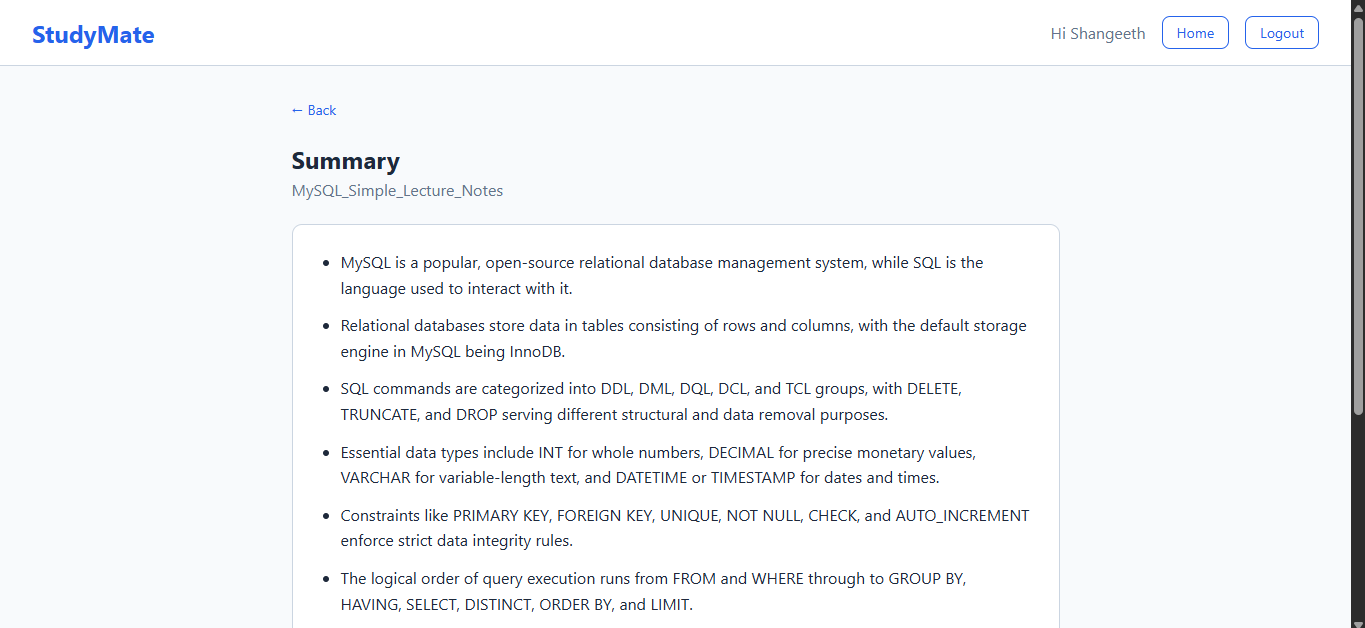 StudyMate
Hi Shangeeth
Home
Logout
← Back
Summary
MySQL_Simple_Lecture_Notes
• MySQL is a popular, open-source relational database management system, while SQL is the
language used to interact with it.
• Relational databases store data in tables consisting of rows and columns, with the default storage
engine in MySQL being InnoDB.
• SQL commands are categorized into DDL, DML, DQL, DCL, and TCL groups, with DELETE,
TRUNCATE, and DROP serving different structural and data removal purposes.
• Essential data types include INT for whole numbers, DECIMAL for precise monetary values,
VARCHAR for variable-length text, and DATETIME or TIMESTAMP for dates and times.
• Constraints like PRIMARY KEY, FOREIGN KEY, UNIQUE, NOT NULL, CHECK, and AUTO_INCREMENT
enforce strict data integrity rules.
• The logical order of query execution runs from FROM and WHERE through to GROUP BY,
HAVING, SELECT, DISTINCT, ORDER BY, and LIMIT.